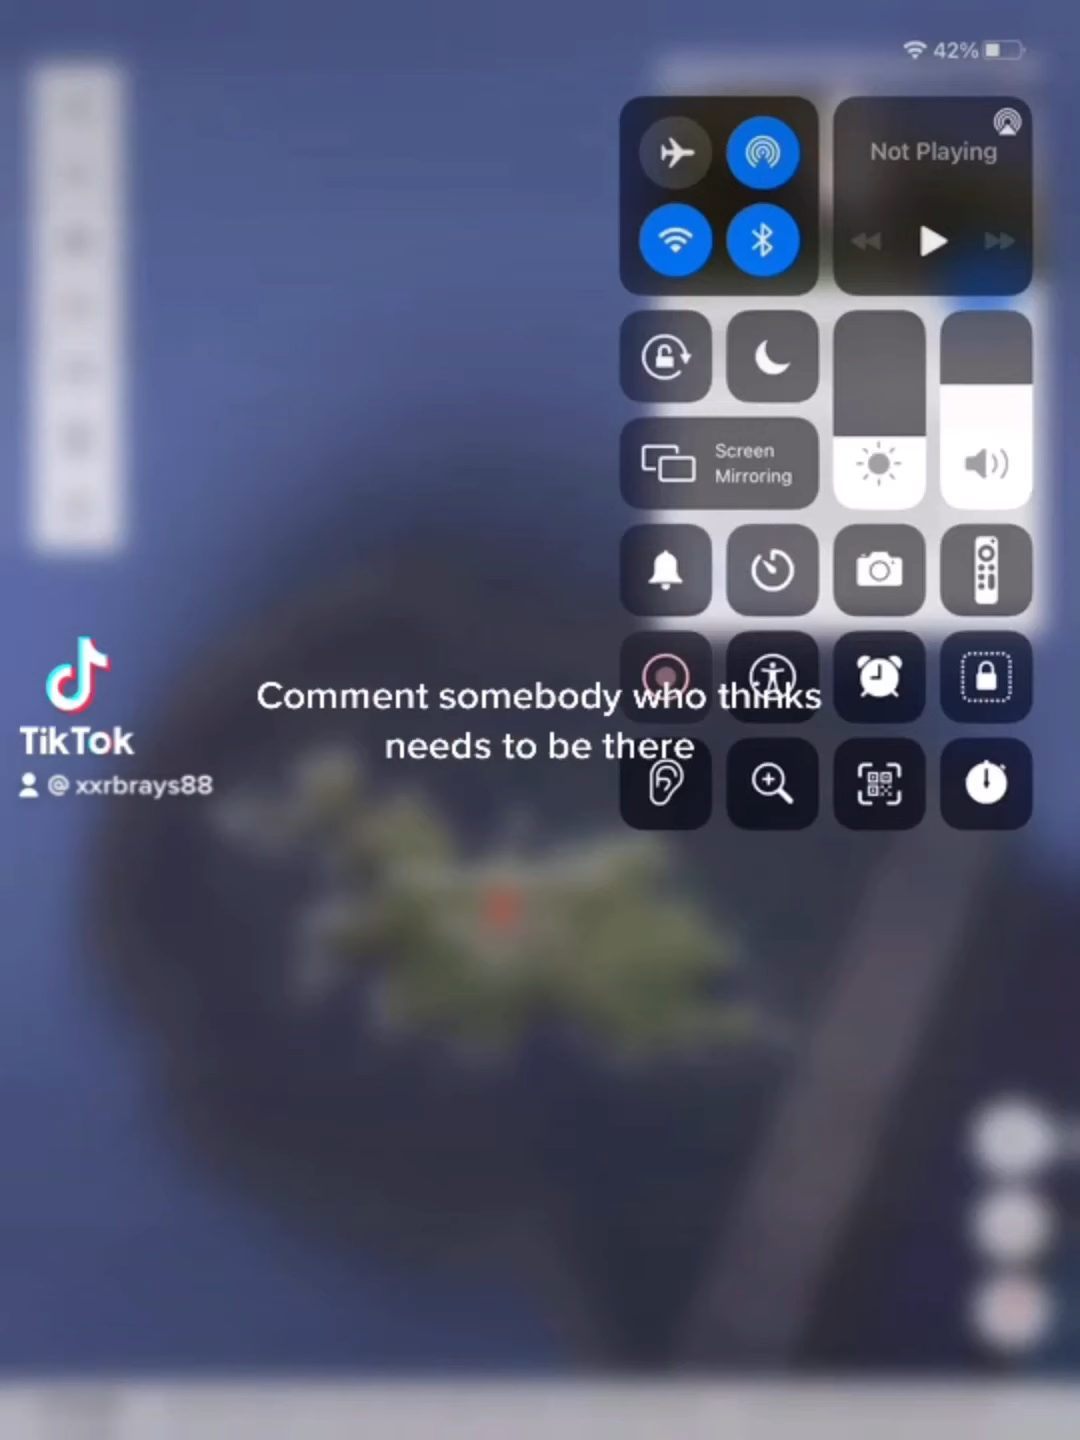 42%
Not Playing
Screen
Mirroring
Comment somebody who thinks
needs to be there
TikTok
@ xxrbrays88